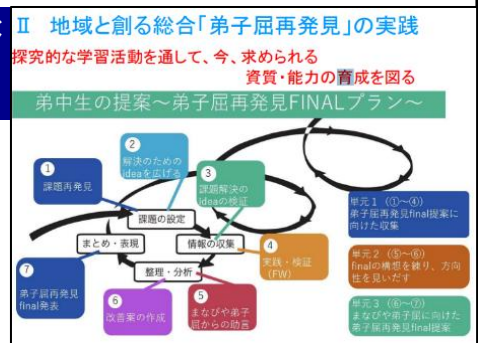 Ⅱ 地域と創る総合「弟子屈再発見」の実践
探究的な学習活動を通して、今、求められる
資質・能力の育成を図る
弟中生の提案~弟子屈再発見FINALプラン~
1
課題再発見
2
解決のための
ideaを広げる
3
課題解決の
ideaの検証
課題の設定
まとめ・表現
情報の収集
整理・分析
4
実践・検証
(FW)
5
まなびや弟子
屈からの助言
6
改善案の作成
7
弟子屈再発見
final発表
単元1 (①~④)
弟子屈再発見final提案に
向けた収集
単元2 (⑤~⑥)
finalの構想を練り、方向
性を見いだす
単元3 (⑥~⑦)
まなびや弟子屈に向けた
弟子屈再発見final提案